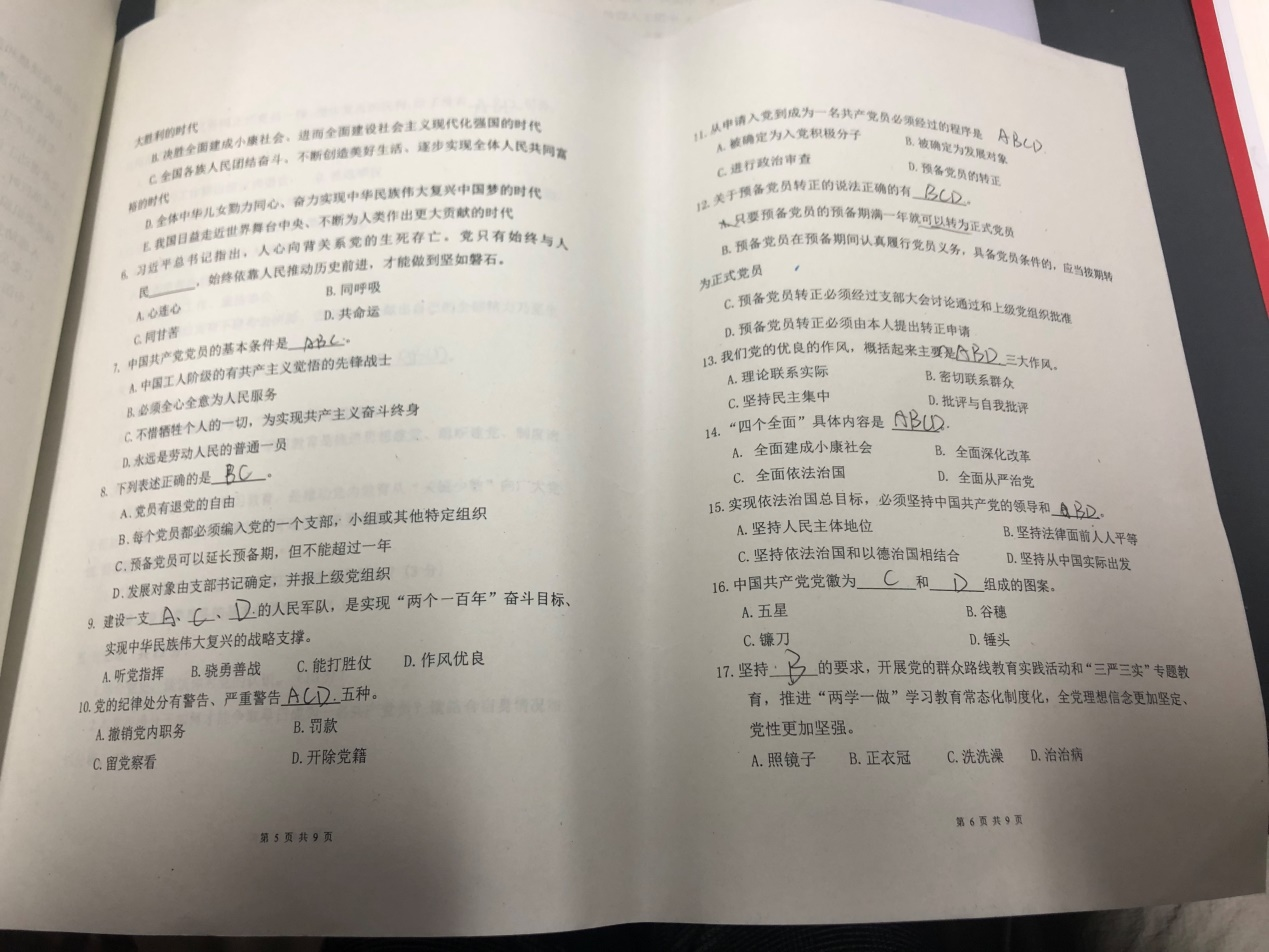 大胜利的时代
B. 决胜全面建成小康社会、进而全面建设社会主义现代化强国的时代
C. 全国各族人民团结奋斗、不断创造美好生活、逐步实现全体人民共同富
裕的时代
D. 全体中华儿女勠力同心、奋力实现中华民族伟大复兴中国梦的时代
E. 我国日益走近世界舞台中央、不断为人类作出更大贡献的时代
6. 习近平总书记指出，人心向背关系党的生死存亡。党只有始终与人
民______，始终依靠人民推动历史前进，才能做到坚如磐石。
A. 心连心 B. 同呼吸
C. 同甘苦 D. 共命运
7. 中国共产党党员的基本条件是 ABC 。
A. 中国工人阶级的有共产主义觉悟的先锋战士
B. 必须全心全意为人民服务
C. 不惜牺牲个人的一切，为实现共产主义奋斗终身
D. 永远是劳动人民的普通一员
8. 下列表述正确的是 BC 。
A. 党员有退党的自由
B. 每个党员都必须编入党的一个支部，小组或其他特定组织
C. 预备党员可以延长预备期，但不能超过一年
D. 发展对象由支部书记确定，并报上级党组织
9. 建设一支 A、C、D 的人民军队，是实现“两个一百年”奋斗目标、
实现中华民族伟大复兴的战略支撑。
A. 听党指挥 B. 骁勇善战 C. 能打胜仗 D. 作风优良
10. 党的纪律处分有警告、严重警告 ACD 五种。
A. 撤销党内职务 B. 罚款
C. 留党察看 D. 开除党籍
第 5 页 共 9 页
11. 从申请入党到成为一名共产党员必须经过的程序是 ABCD.
A. 被确定为入党积极分子 B. 被确定为发展对象
C. 进行政治审查 D. 预备党员的转正
12. 关于预备党员转正的说法正确的有 BCD 。
A. 只要预备党员的预备期满一年就可以转为正式党员
B. 预备党员在预备期间认真履行党员义务，具备党员条件的，应当按期转
为正式党员
C. 预备党员转正必须经过支部大会讨论通过和上级党组织批准
D. 预备党员转正必须由本人提出转正申请
13. 我们党的优良的作风，概括起来主要是 ABD 三大作风。
A. 理论联系实际 B. 密切联系群众
C. 坚持民主集中 D. 批评与自我批评
14. “四个全面”具体内容是 ABCD.
A. 全面建成小康社会 B. 全面深化改革
C. 全面依法治国 D. 全面从严治党
15. 实现依法治国总目标，必须坚持中国共产党的领导和 ABD 。
A. 坚持人民主体地位 B. 坚持法律面前人人平等
C. 坚持依法治国和以德治国相结合 D. 坚持从中国实际出发
16. 中国共产党党徽为 C 和 D 组成的图案。
A. 五星 B. 谷穗
C. 镰刀 D. 锤头
17. 坚持 B 的要求，开展党的群众路线教育实践活动和“三严三实”专题教
育，推进“两学一做”学习教育常态化制度化，全党理想信念更加坚定、
党性更加坚强。
A. 照镜子 B. 正衣冠 C. 洗洗澡 D. 治治病
第 6 页 共 9 页